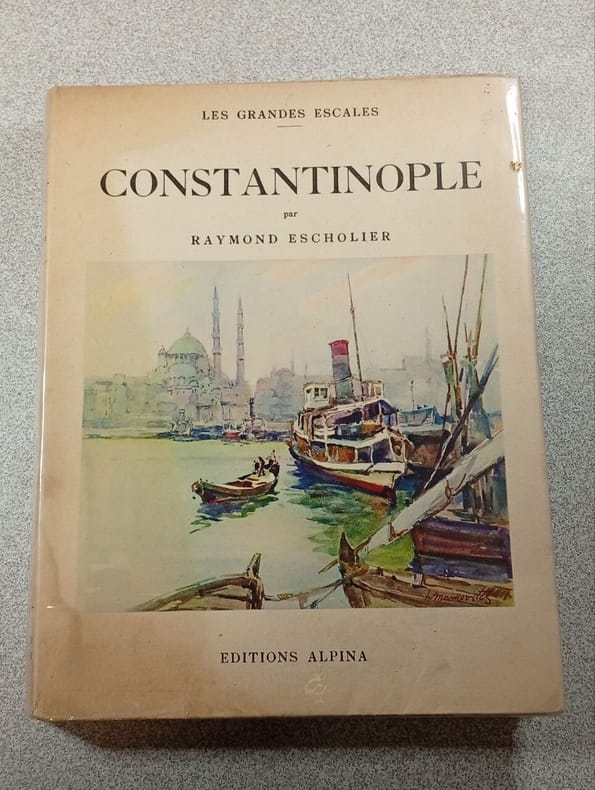 LES GRANDES ESCALES
CONSTANTINOPLE
par
RAYMOND ESCHOLIER
EDITIONS ALPINA